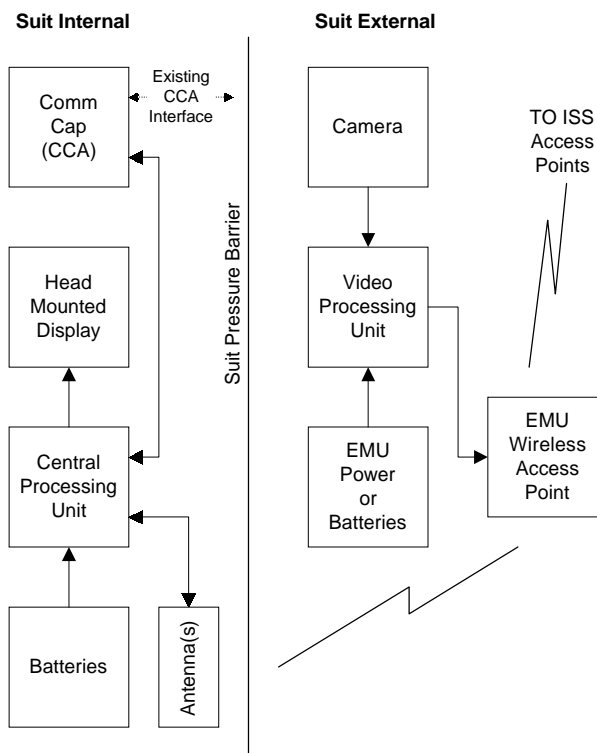 Suit Internal
Suit External
Comm
Cap
(CCA)
Existing
CCA
Interface
Camera
TO ISS
Access
Points
Suit Pressure Barrier
Head
Mounted
Display
Video
Processing
Unit
Central
Processing
Unit
EMU
Power
or
Batteries
EMU
Wireless
Access
Point
Batteries
Antenna(s)